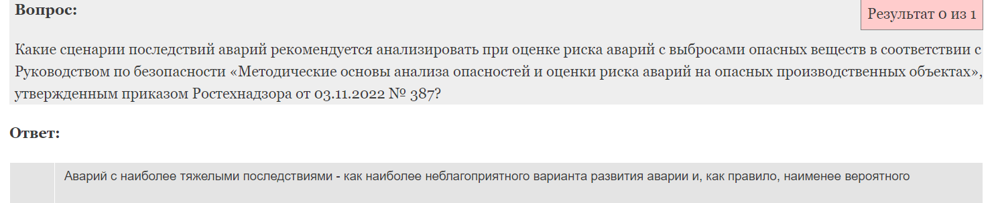 Вопрос:
Результат 0 из 1
Какие сценарии последствий аварий рекомендуется анализировать при оценке риска аварий с выбросами опасных веществ в соответствии с
Руководством по безопасности «Методические основы анализа опасностей и оценки риска аварий на опасных производственных объектах»,
утвержденным приказом Ростехнадзора от 03.11.2022 № 387?
Ответ:
Аварий с наиболее тяжелыми последствиями - как наиболее неблагоприятного варианта развития аварии и, как правило, наименее вероятного